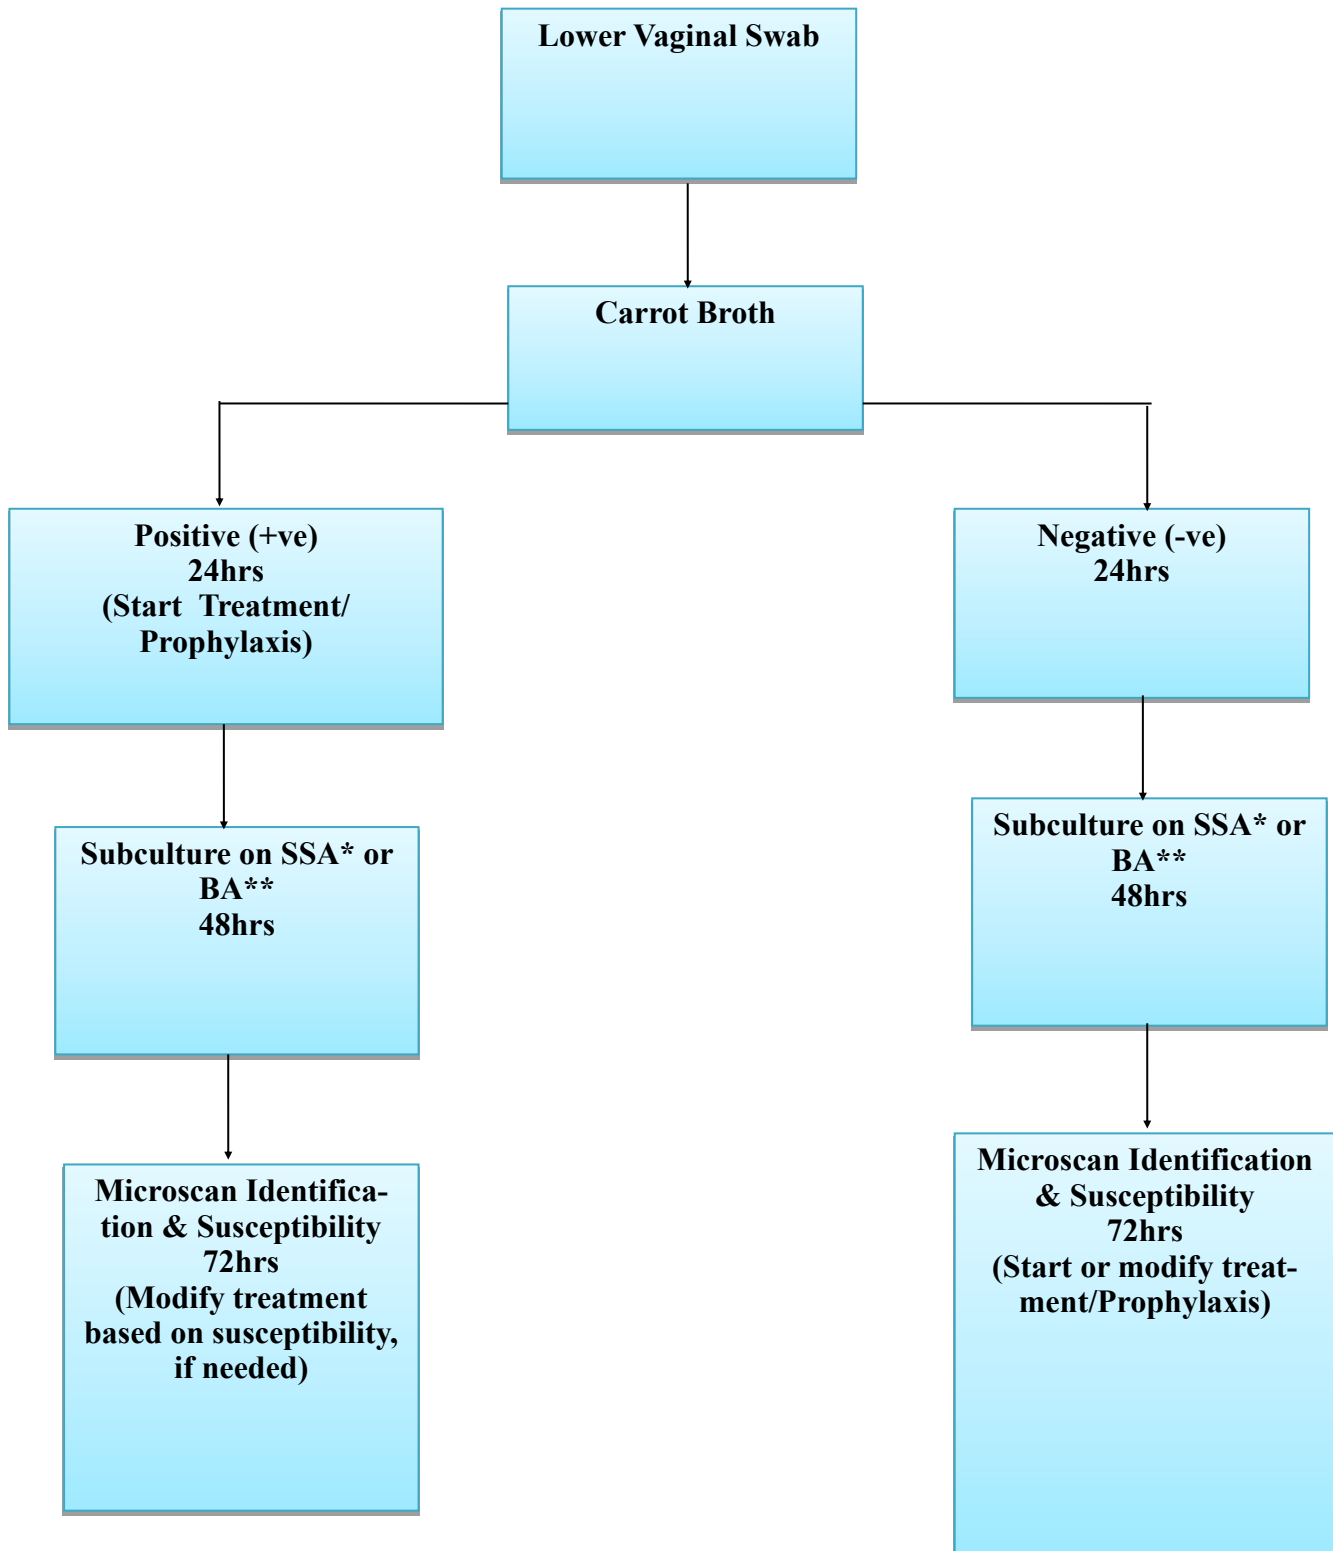 Lower Vaginal Swab
Carrot Broth
Positive (+ve)
24hrs
(Start Treatment/
Prophylaxis)
Negative (-ve)
24hrs
Subculture on SSA* or
BA**
48hrs
Subculture on SSA* or
BA**
48hrs
Microscan Identifica-
tion & Susceptibility
72hrs
(Modify treatment
based on susceptibility,
if needed)
Microscan Identification
& Susceptibility
72hrs
(Start or modify treat-
ment/Prophylaxis)